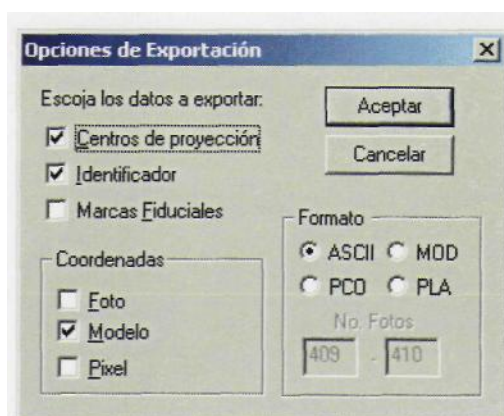 Opciones de Exportación
Escoja los datos a exportar:
Centros de proyección
Identificador
Marcas Fiduciales
Aceptar
Cancelar
Coordenadas
Foto
Modelo
Pixel
Formato
ASCII MOD
PCO PLA
No. Fotos
409 - 410